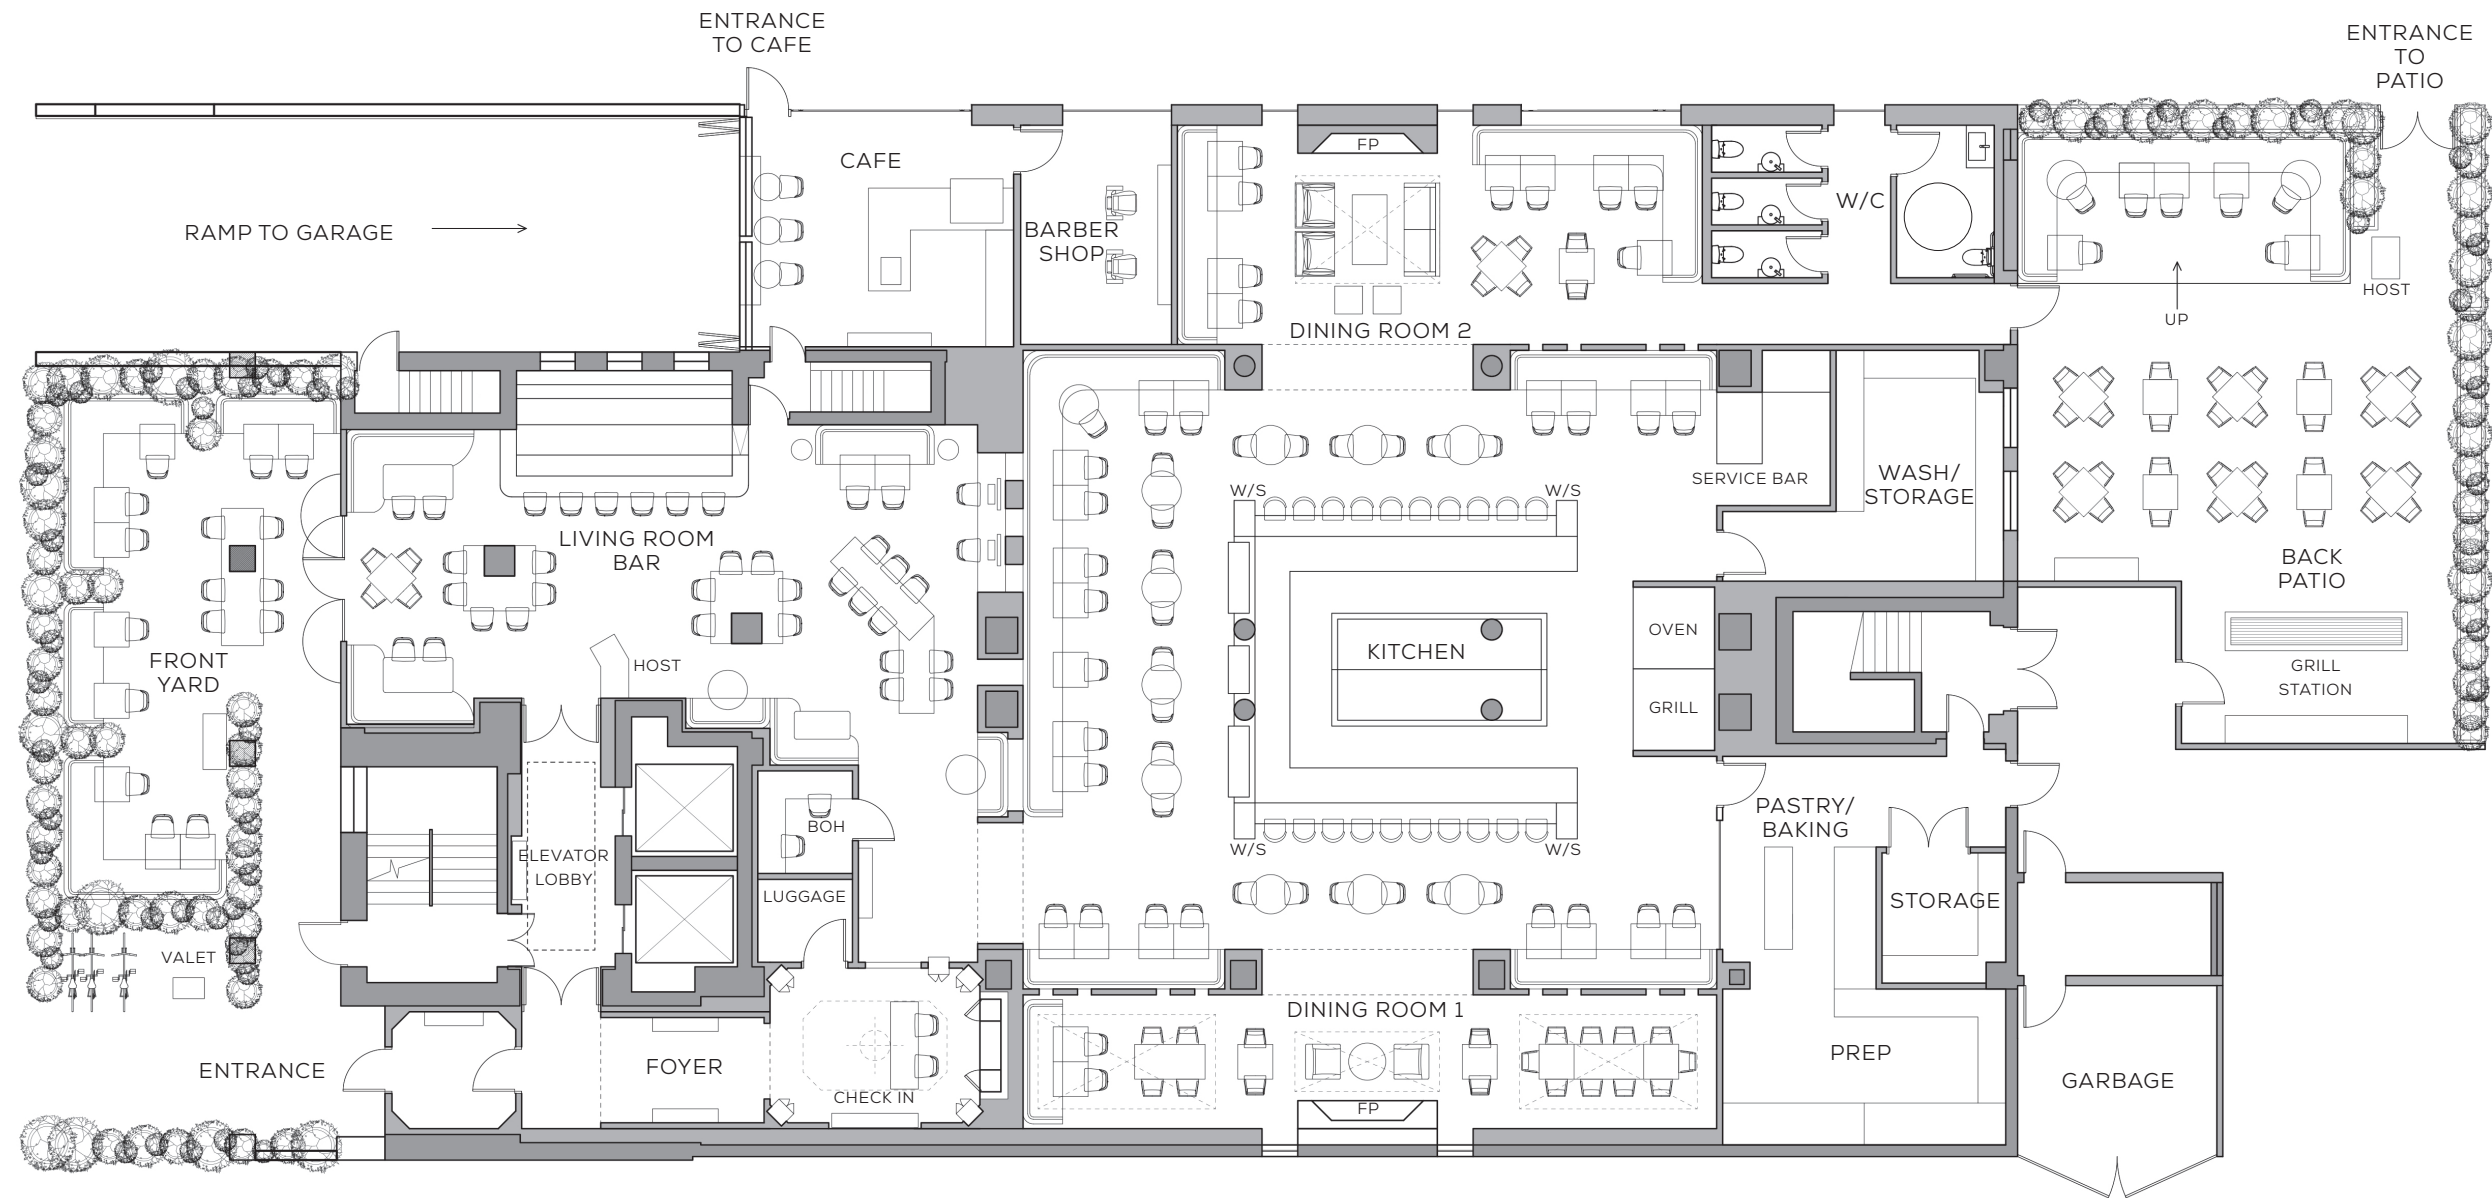 ENTRANCE
TO CAFE
ENTRANCE
TO
PATIO
CAFE
FP
RAMP TO GARAGE
BARBER
SHOP
W/C
HOST
UP
DINING ROOM 2
SERVICE BAR
WASH/
STORAGE
W/S
W/S
LIVING ROOM
BAR
BACK
PATIO
OVEN
KITCHEN
HOST
FRONT
YARD
GRILL
STATION
GRILL
BOH
PASTRY/
BAKING
W/S
W/S
ELEVATOR
LOBBY
LUGGAGE
STORAGE
VALET
DINING ROOM 1
ENTRANCE
FOYER
PREP
GARBAGE
CHECK IN
FP